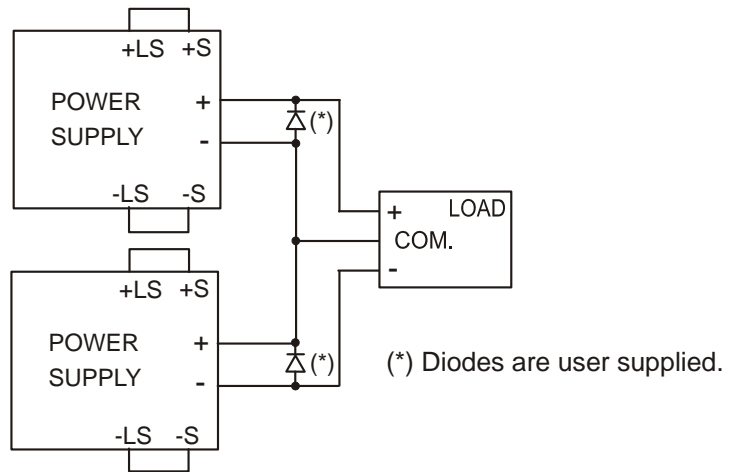 +LS +S
POWER
SUPPLY
+
-
(*)
-LS -S
+ LOAD
COM.
-
+LS +S
POWER
SUPPLY
+
-
(*)
(*) Diodes are user supplied.
-LS -S